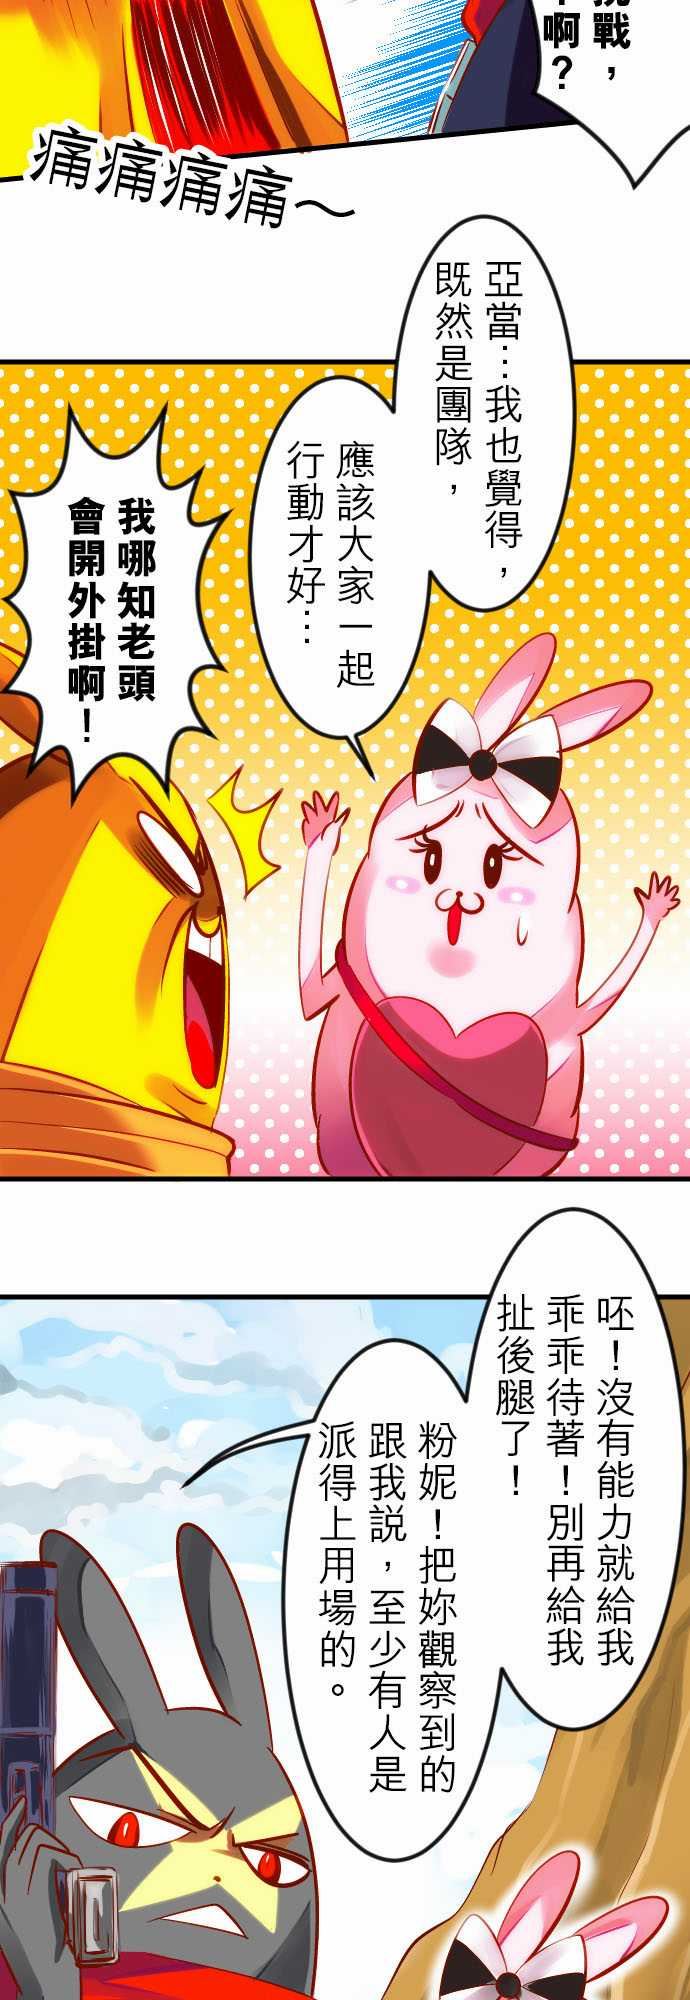 挑戰，
啊？
痛痛痛痛～
亞當…我也覺得，
既然是團隊，
應該大家一起
行動才好…
我哪知老頭
會開外掛啊！
呸！沒有能力就給我
乖乖待著！別再給我
扯後腿了！
粉妮！把妳觀察到的
跟我說，至少有人是
派得上用場的。